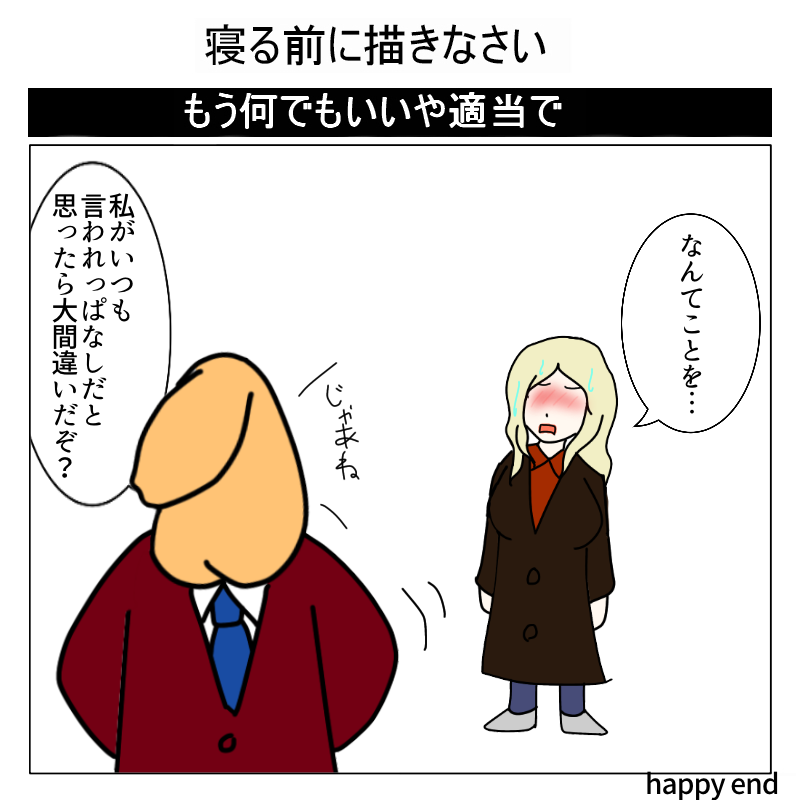 寝る前に描きなさい
もう何でもいいや適当で
なんてことを…
私がいつも
言われっぱなしだと
思ったら大間違いだぞ？
じゃあね
happy end